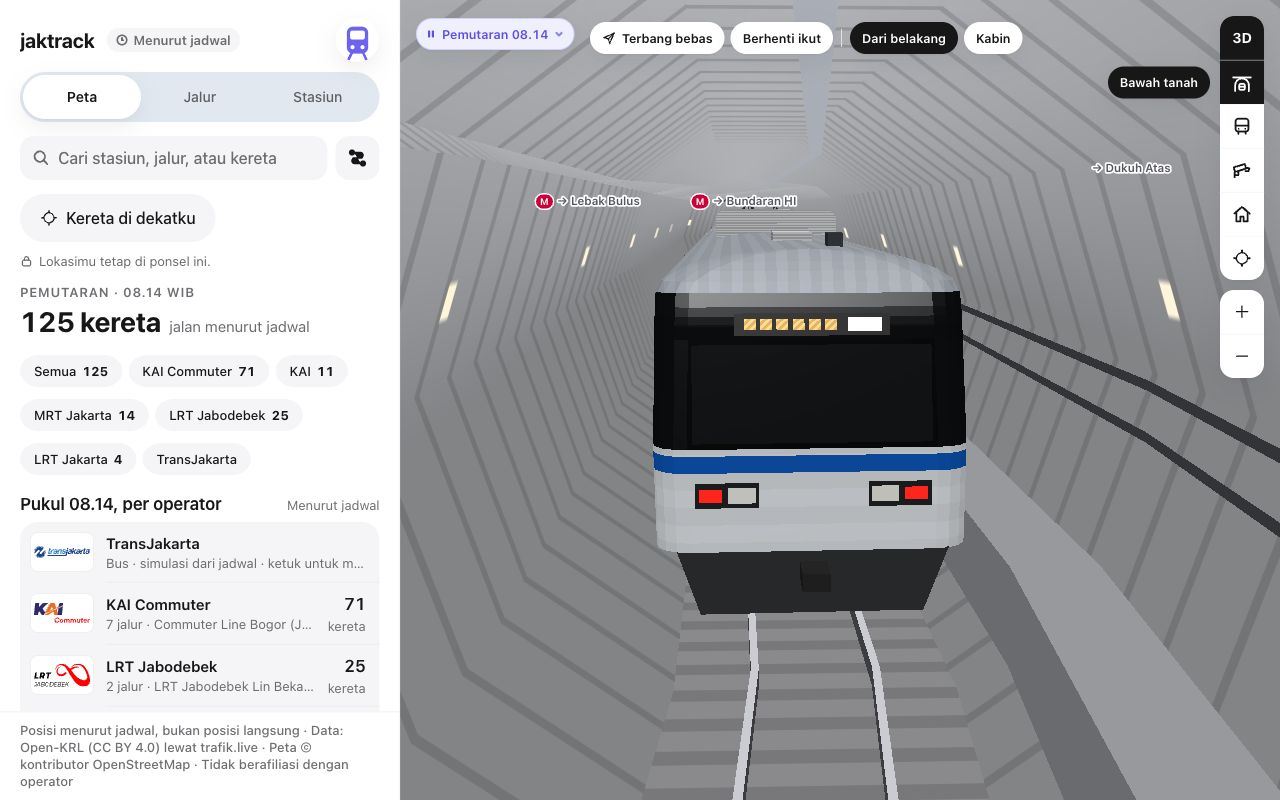 jaktrack
Menurut jadwal
Peta
Jalur
Stasiun
Cari stasiun, jalur, atau kereta
Kereta di dekatku
Lokasimu tetap di ponsel ini.
PEMUTARAN · 08.14 WIB
125 kereta jalan menurut jadwal
Semua 125
KAI Commuter 71
KAI 11
MRT Jakarta 14
LRT Jabodebek 25
LRT Jakarta 4
TransJakarta
Pukul 08.14, per operator
Menurut jadwal
transjakarta
TransJakarta
Bus · simulasi dari jadwal · ketuk untuk m...
KAI Commuter
KAI Commuter
71
7 jalur · Commuter Line Bogor (J...
kereta
LRT JABODEBEK
LRT Jabodebek
25
2 jalur · LRT Jabodebek Lin Beka...
kereta
Posisi menurut jadwal, bukan posisi langsung · Data:
Open-KRL (CC BY 4.0) lewat trafik.live · Peta ©
kontributor OpenStreetMap · Tidak berafiliasi dengan
operator
Pemutaran 08.14
Terbang bebas
Berhenti ikut
Dari belakang
Kabin
3D
Bawah tanah
→ Dukuh Atas
M → Lebak Bulus
M → Bundaran HI
+
−